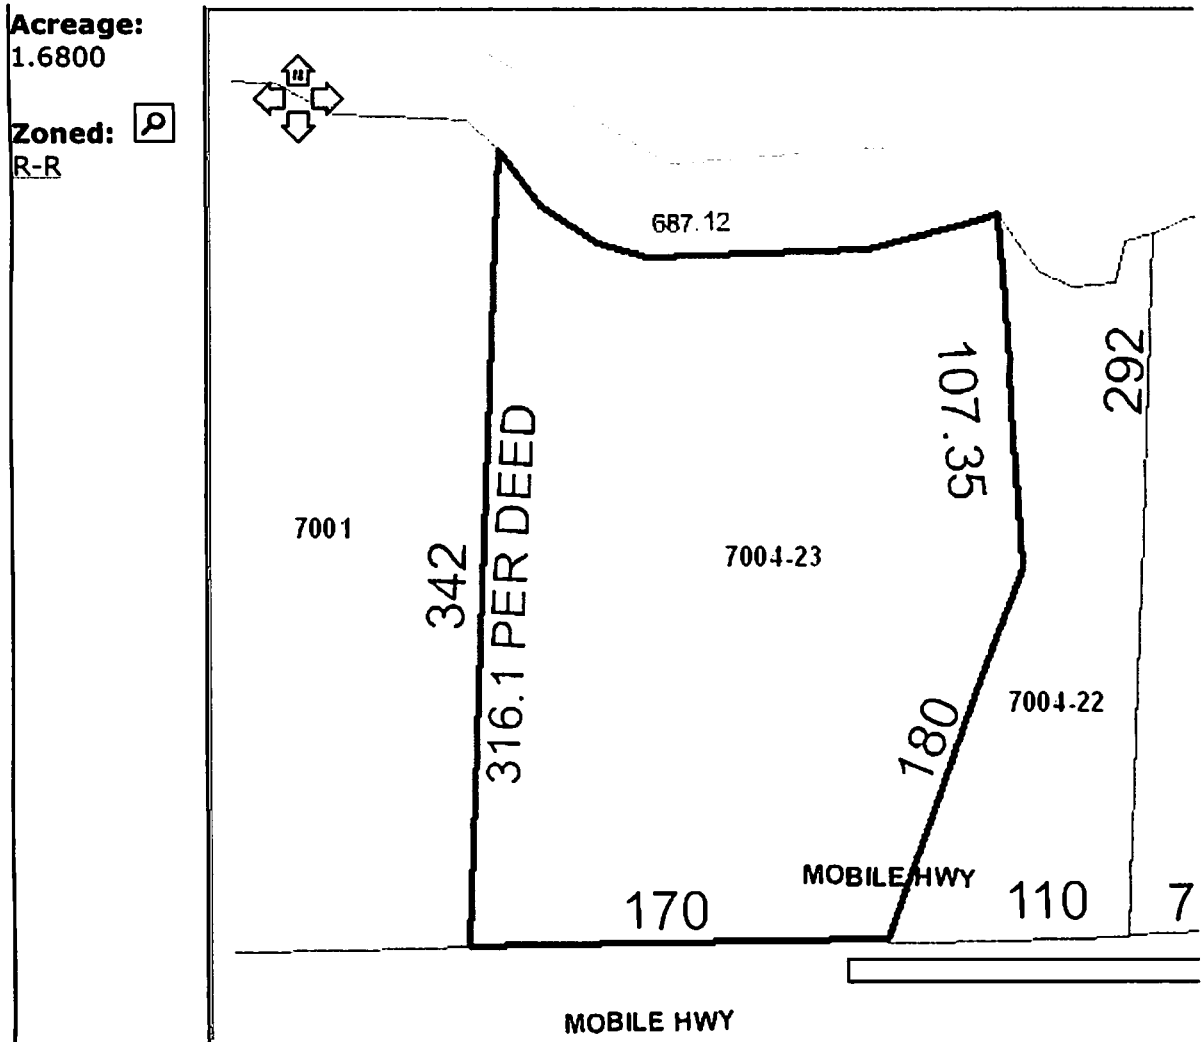 Acreage:
1.6800
Zoned:
R-R
687.12
107.35
292
316.1 PER DEED
342
7001
7004-23
7004-22
180
MOBILE HWY
170
110
7
MOBILE HWY